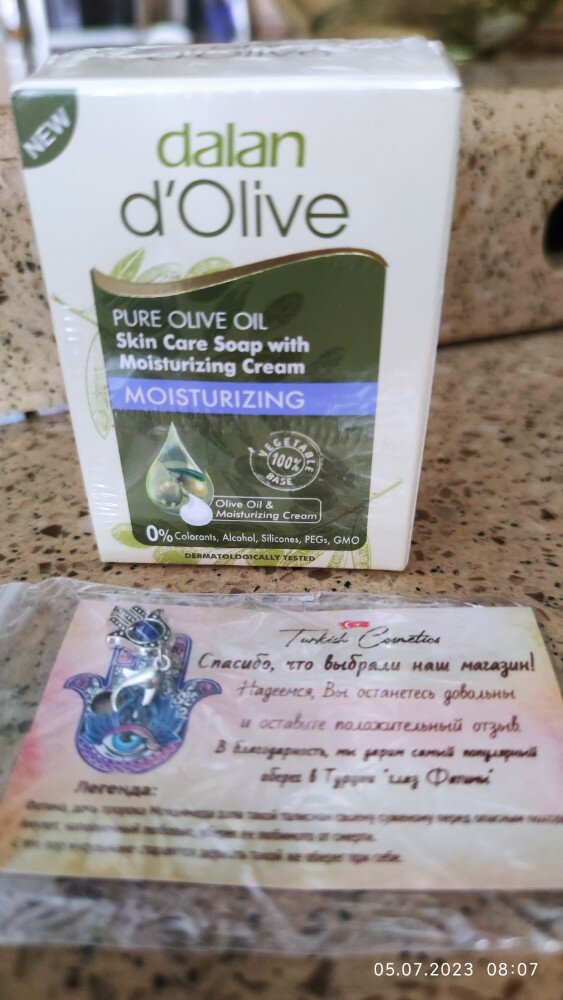 NEW
dalan
d'Olive
PURE OLIVE OIL
Skin Care Soap with
Moisturizing Cream
MOISTURIZING
VEGETABLE
100%
BASE
Olive Oil &
Moisturizing Cream
0% Colorants, Alcohol, Silicones, PEGs, GMO
DERMATOLOGICALLY TESTED
Turkish Cosmetics
Спасибо, что выбрали наш магазин!
Надеемся, Вы останетесь довольны
и оставите положительный отзыв.
В благодарность, мы дарим самый популярный
оберег в Турции "глаз Фатимы"
Легенда:
05.07.2023 08:07